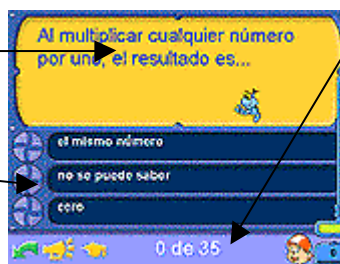 Al multiplicar cualquier número
por uno, el resultado es...
el mismo número
no se puede saber
cero
0 de 35